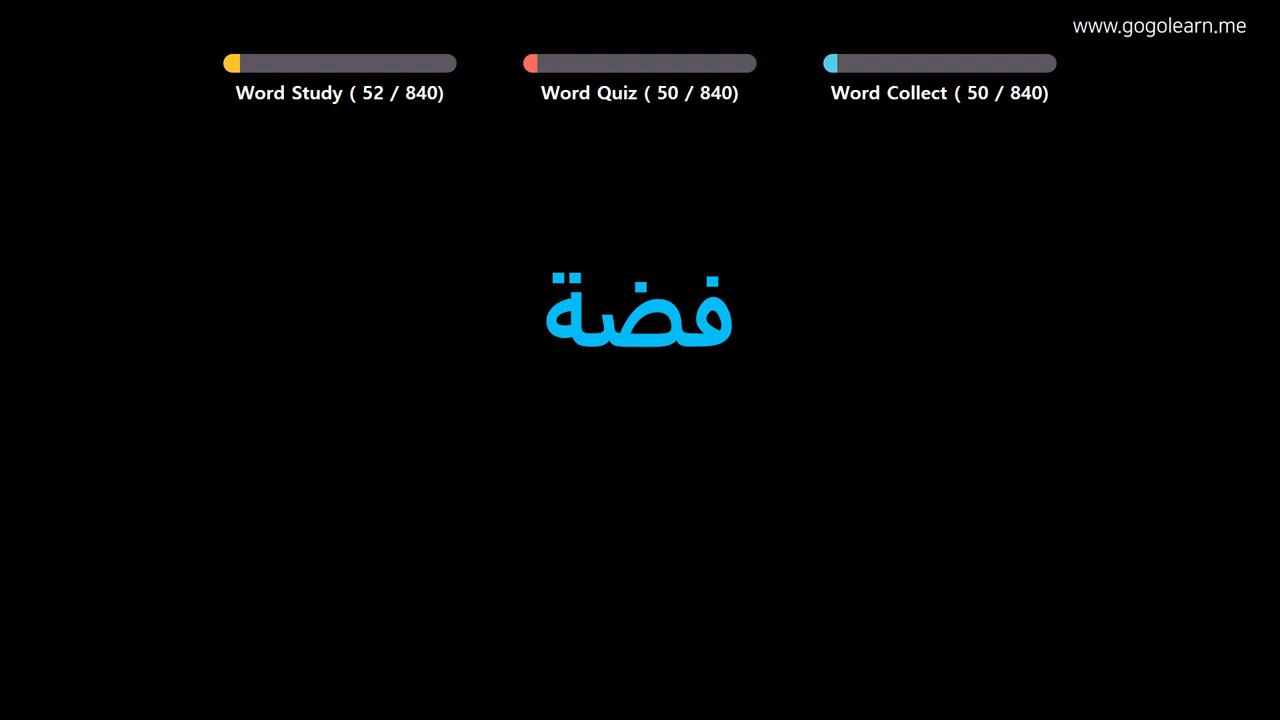 www.gogolearn.me
Word Study ( 52 / 840)
Word Quiz ( 50 / 840)
Word Collect ( 50 / 840)
فضة